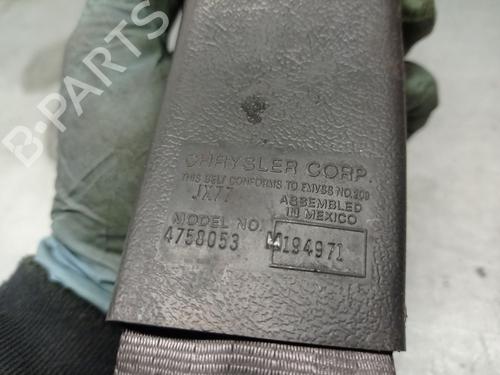 B-PARTS
CHRYSLER CORP.
THIS BELT CONFORMS TO FMVSS NO. 209
JX77 ASSEMBLED
IN MEXICO
MODEL NO.
4758053 M194971